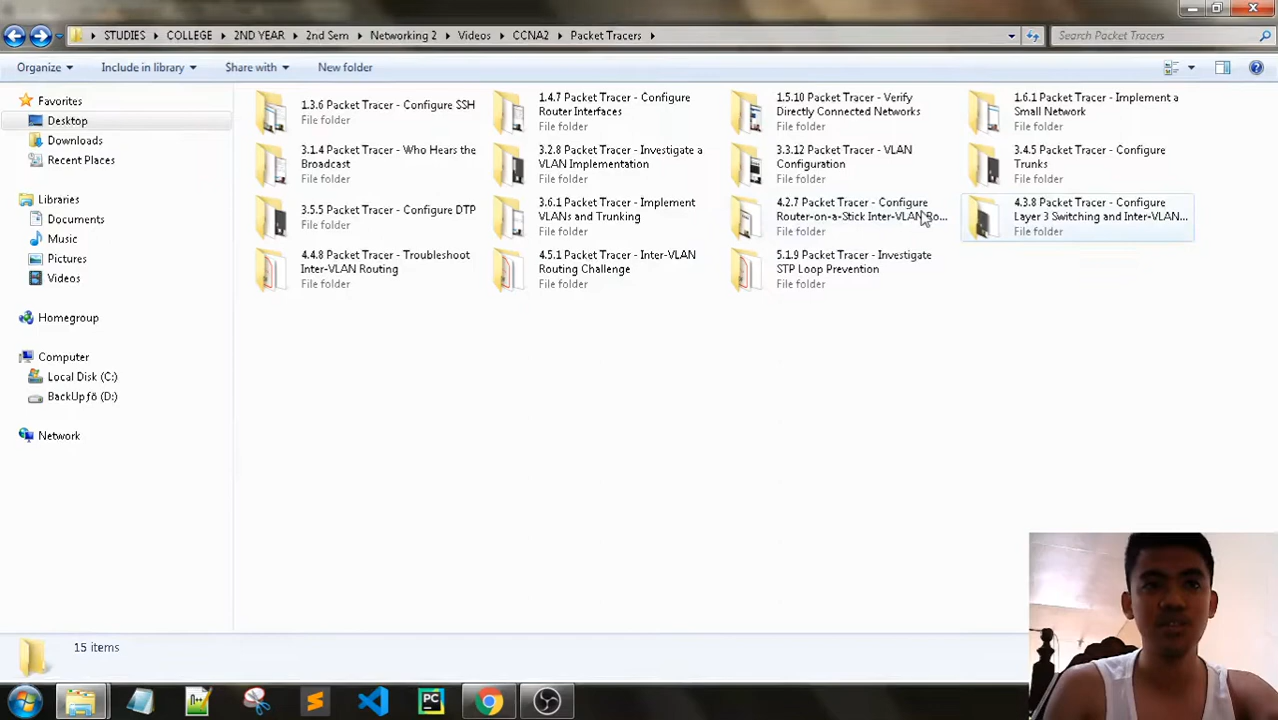 STUDIES
COLLEGE
2ND YEAR
2nd Sem
Networking 2
Videos
CCNA2
Packet Tracers
Search Packet Tracers
Organize
Include in library
Share with
New folder
Favorites
Desktop
Downloads
Recent Places
Libraries
Documents
Music
Pictures
Videos
Homegroup
Computer
Local Disk (C:)
BackUpƒö (D:)
Network
1.3.6 Packet Tracer - Configure SSH
File folder
1.4.7 Packet Tracer - Configure
Router Interfaces
File folder
1.5.10 Packet Tracer - Verify
Directly Connected Networks
File folder
1.6.1 Packet Tracer - Implement a
Small Network
File folder
3.1.4 Packet Tracer - Who Hears the
Broadcast
File folder
3.2.8 Packet Tracer - Investigate a
VLAN Implementation
File folder
3.3.12 Packet Tracer - VLAN
Configuration
File folder
3.4.5 Packet Tracer - Configure
Trunks
File folder
3.5.5 Packet Tracer - Configure DTP
File folder
3.6.1 Packet Tracer - Implement
VLANs and Trunking
File folder
4.2.7 Packet Tracer - Configure
Router-on-a-Stick Inter-VLAN Ro...
File folder
4.3.8 Packet Tracer - Configure
Layer 3 Switching and Inter-VLAN...
File folder
4.4.8 Packet Tracer - Troubleshoot
Inter-VLAN Routing
File folder
4.5.1 Packet Tracer - Inter-VLAN
Routing Challenge
File folder
5.1.9 Packet Tracer - Investigate
STP Loop Prevention
File folder
15 items
PC